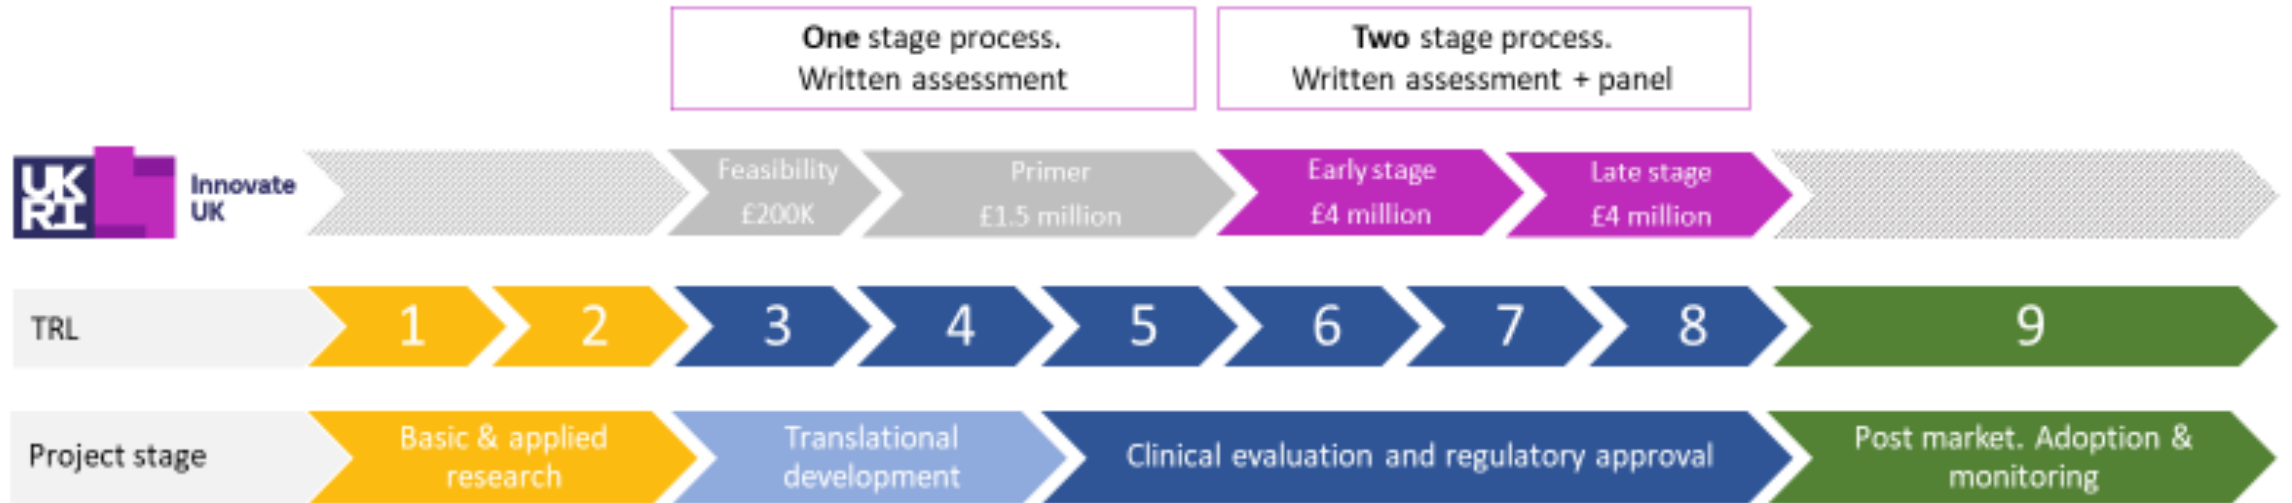 One stage process.
Written assessment
Two stage process.
Written assessment + panel
UK
RI
Innovate
UK
Feasibility
£200K
Primer
£1.5 million
Early stage
£4 million
Late stage
£4 million
TRL
1
2
3
4
5
6
7
8
9
Project stage
Basic & applied
research
Translational
development
Clinical evaluation and regulatory approval
Post market. Adoption &
monitoring